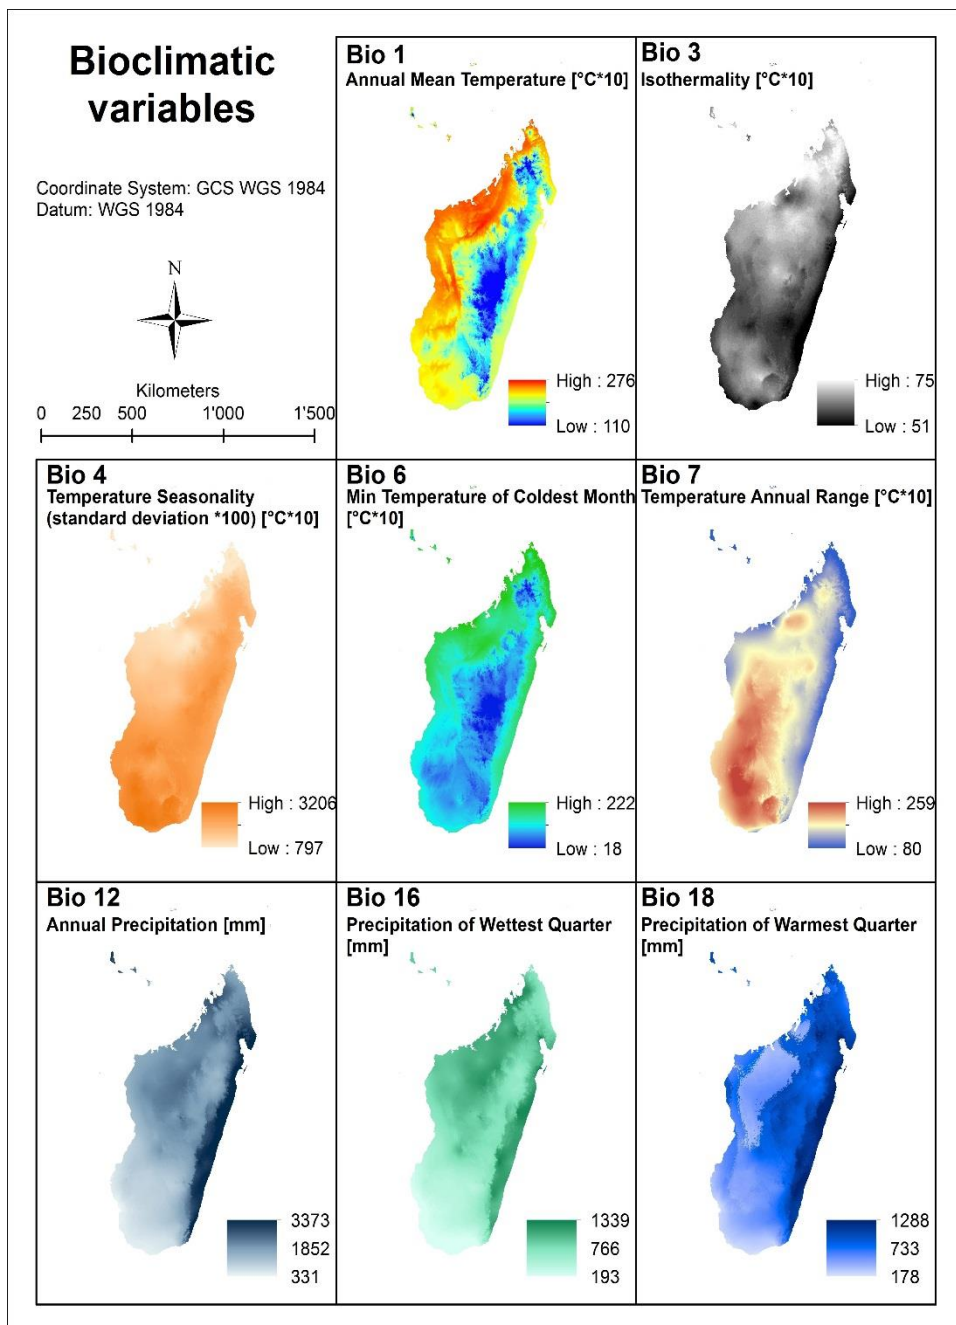 Bioclimatic
variables
Coordinate System: GCS WGS 1984
Datum: WGS 1984
N
Kilometers
0 250 500 1'000 1'500
Bio 1
Annual Mean Temperature [°C*10]
High : 276
Low : 110
Bio 3
Isothermality [°C*10]
High : 75
Low : 51
Bio 4
Temperature Seasonality
(standard deviation *100) [°C*10]
High : 3206
Low : 797
Bio 6
Min Temperature of Coldest Month
[°C*10]
High : 222
Low : 18
Bio 7
Temperature Annual Range [°C*10]
High : 259
Low : 80
Bio 12
Annual Precipitation [mm]
3373
1852
331
Bio 16
Precipitation of Wettest Quarter
[mm]
1339
766
193
Bio 18
Precipitation of Warmest Quarter
[mm]
1288
733
178